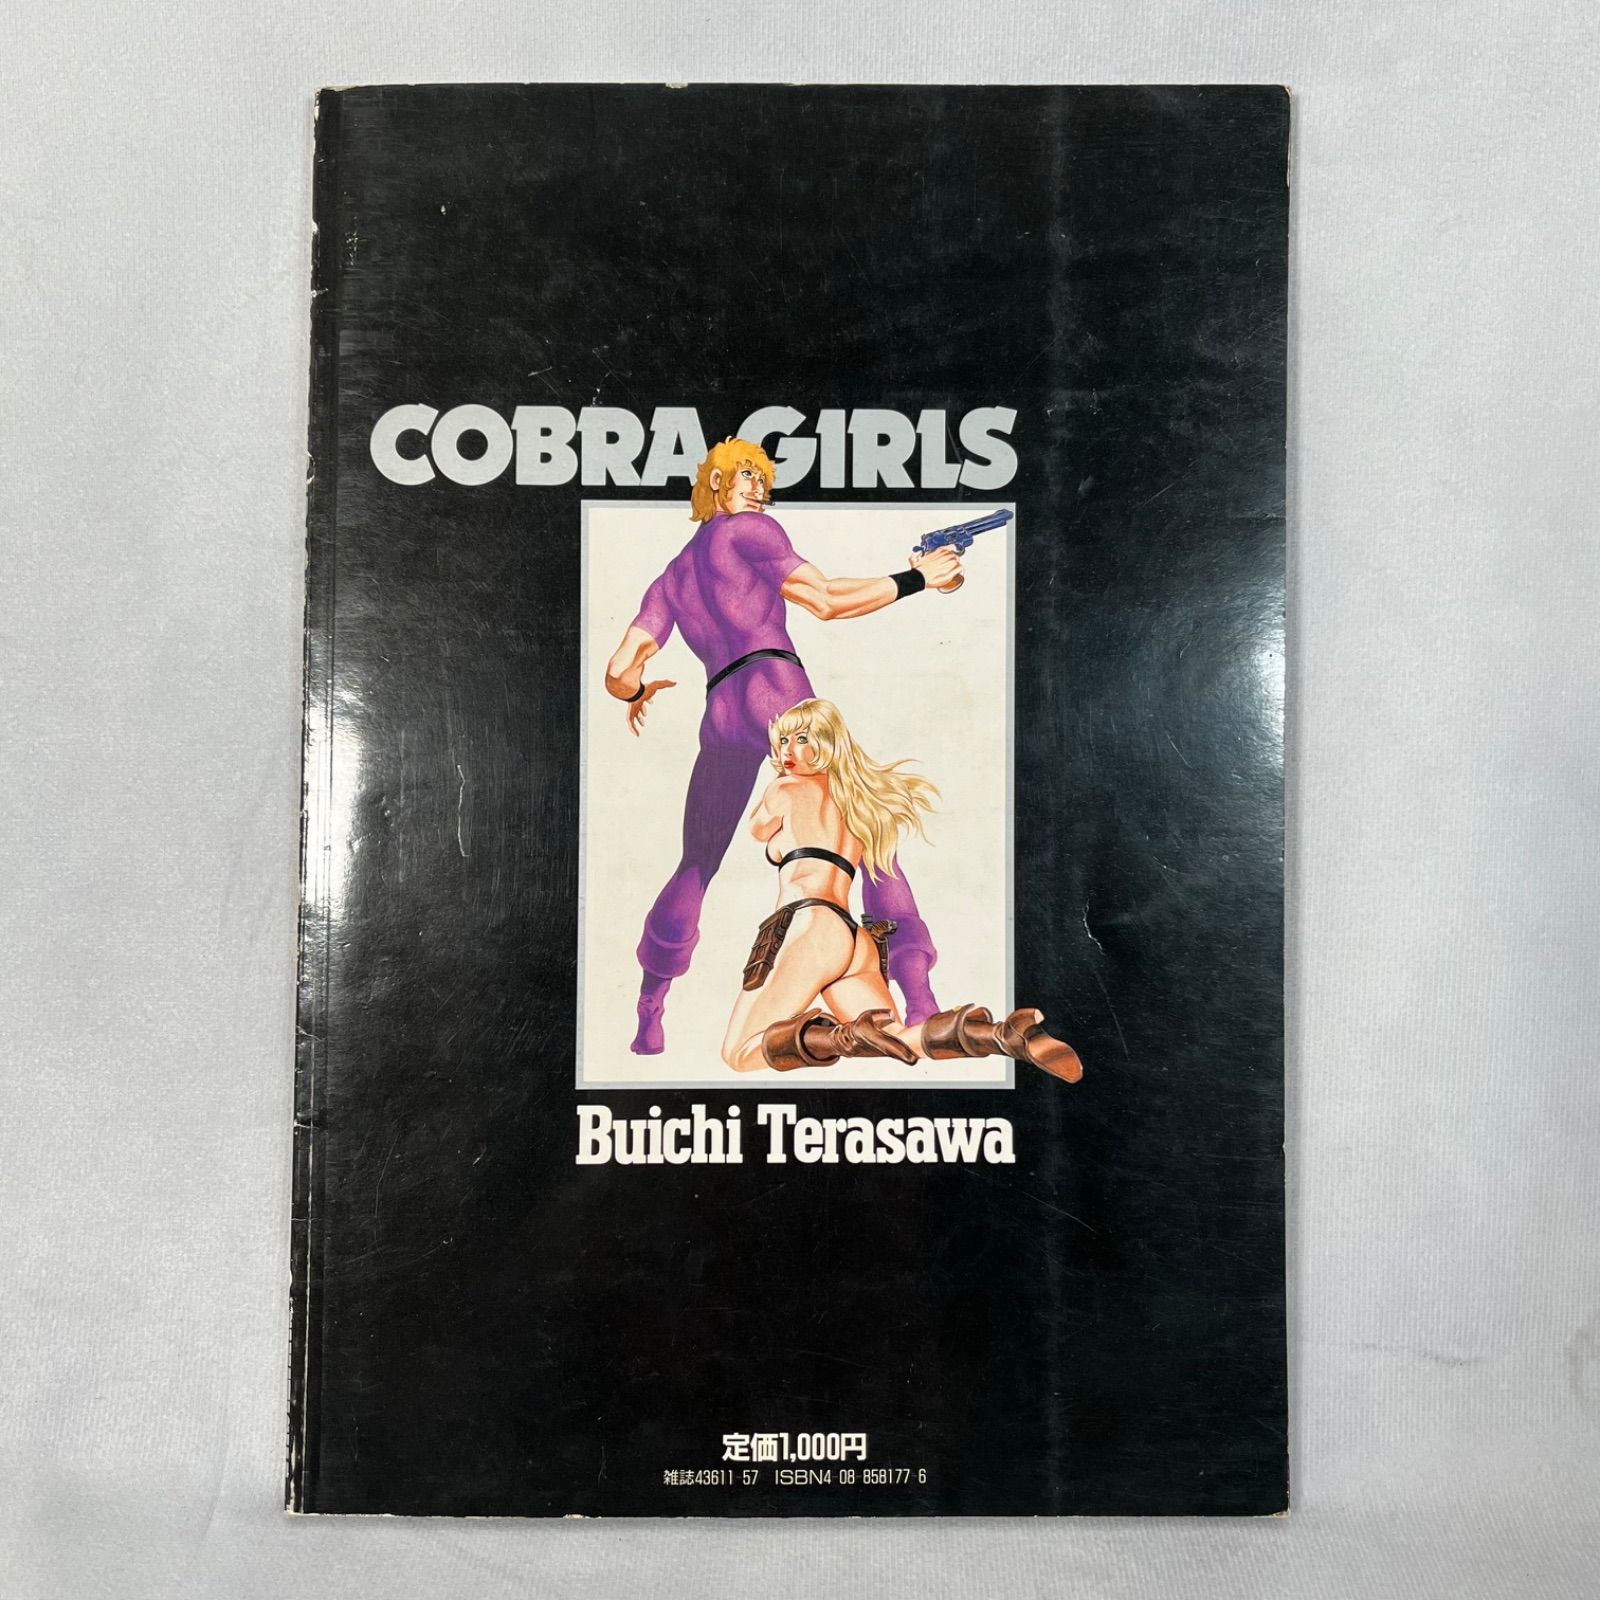 COBRA GIRLS
Buichi Terasawa
定価1,000円
雑誌43611-57 ISBN4-08-858177-6